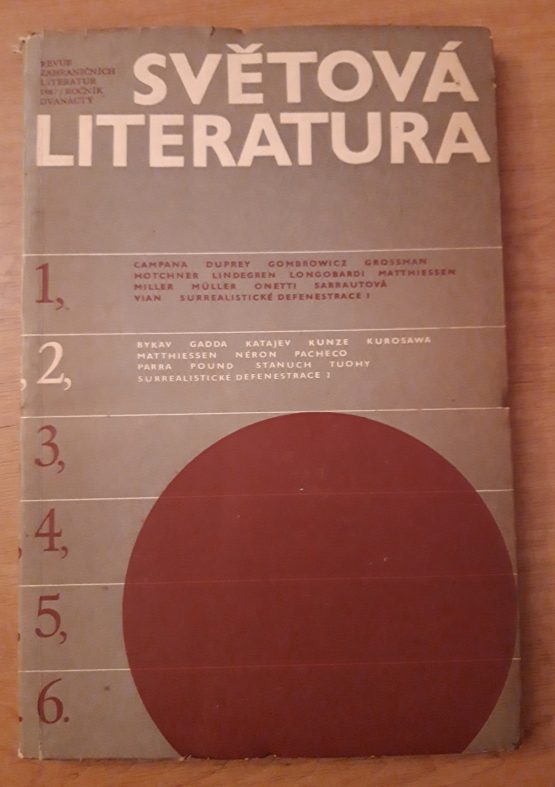 REVUE
ZAHRANIČNÍCH
LITERATUR
1967/ROČNÍK
DVANÁCTÝ
SVĚTOVÁ
LITERATURA
1,
CAMPANA DUPREY GOMBROWICZ GROSSMAN
HOTCHNER LINDEGREN LONGOBARDI MATTHIESSEN
MILLER MÜLLER ONETTI SARRAUTOVÁ
VIAN SURREALISTICKÉ DEFENESTRACE 1
2,
BYKAV GADDA KATAJEV KUNZE KUROSAWA
MATTHIESSEN NÉRON PACHECO
PARRA POUND STANUCH TUOHY
SURREALISTICKÉ DEFENESTRACE 2
3,
4,
5,
6.